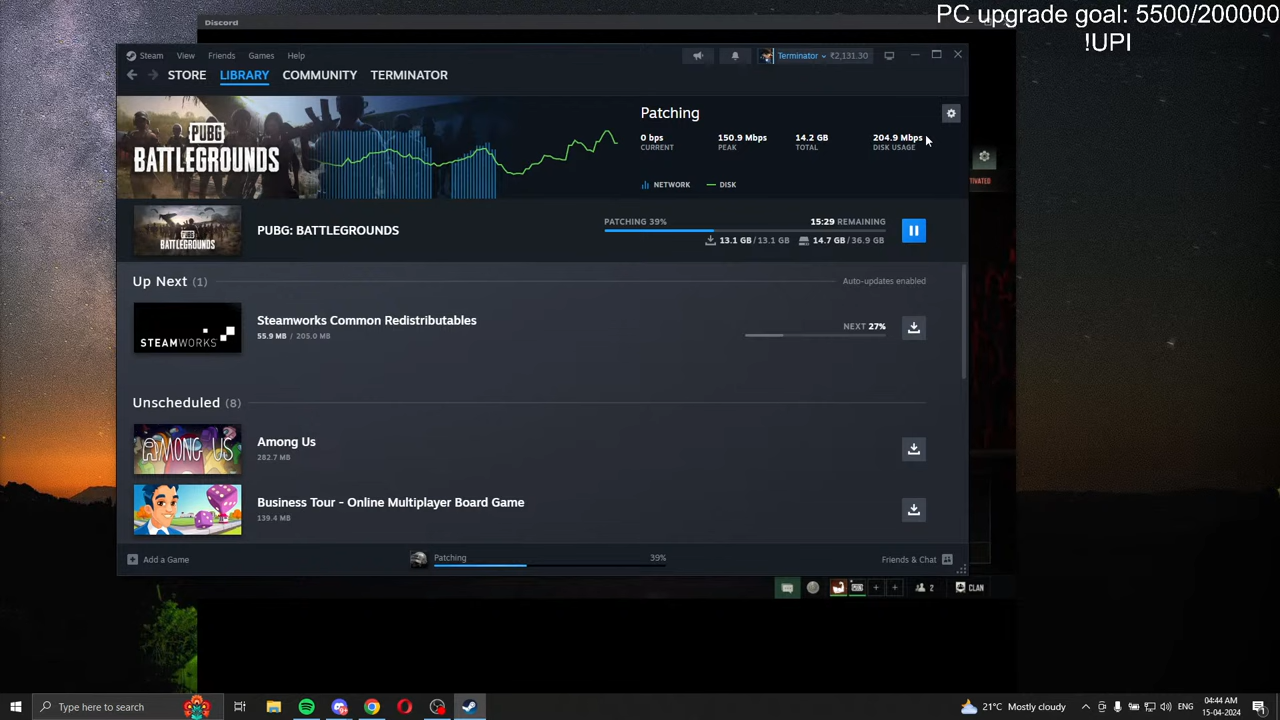 Discord
PC upgrade goal: 5500/200000
!UPI
Steam View Friends Games Help
Terminator ₹2,131.30
STORE LIBRARY COMMUNITY TERMINATOR
PUBG
BATTLEGROUNDS
Patching
0 bps 150.9 Mbps 14.2 GB 204.9 Mbps
CURRENT PEAK TOTAL DISK USAGE
NETWORK DISK
TIVATED
PUBG
BATTLEGROUNDS
PUBG: BATTLEGROUNDS
PATCHING 39% 15:29 REMAINING
13.1 GB / 13.1 GB 14.7 GB / 36.9 GB
Up Next (1) Auto-updates enabled
STEAMWORKS
Steamworks Common Redistributables
55.9 MB / 205.0 MB
NEXT 27%
Unscheduled (8)
AMONG US
Among Us
282.7 MB
Business Tour - Online Multiplayer Board Game
139.4 MB
Add a Game
Patching 39%
Friends & Chat
2 CLAN
Type here to search
21°C Mostly cloudy
04:44 AM
15-04-2024
1